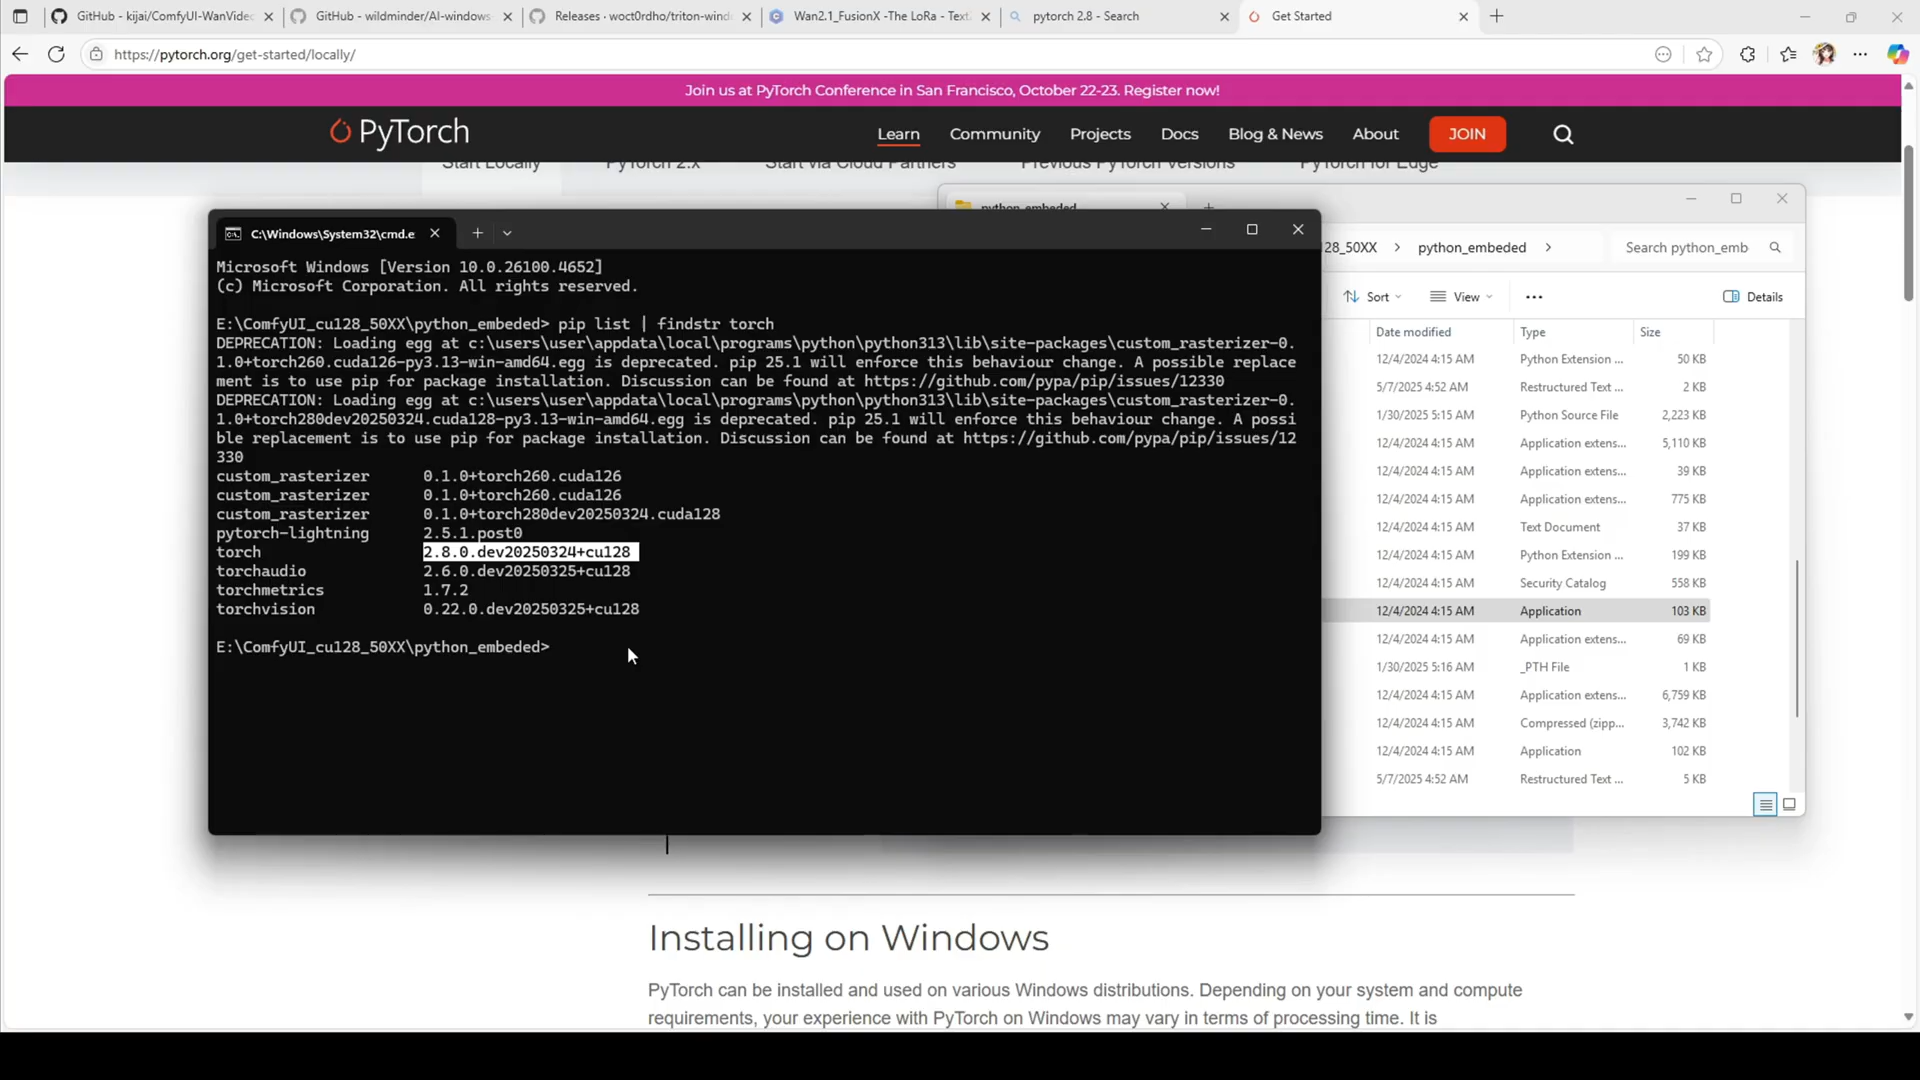 GitHub - kijai/ComfyUI-WanVideo
GitHub - wildminder/AI-windows
Releases · woct0rdho/triton-wind
Wan2.1_FusionX -The LoRa - Text
pytorch 2.8 - Search
Get Started
https://pytorch.org/get-started/locally/
Join us at PyTorch Conference in San Francisco, October 22-23. Register now!
PyTorch
Learn
Community
Projects
Docs
Blog & News
About
JOIN
Start Locally
PyTorch 2.x
Start via Cloud Partners
Previous PyTorch Versions
PyTorch for Edge
python_embeded
C:\Windows\System32\cmd.e
Microsoft Windows [Version 10.0.26100.4652]
(c) Microsoft Corporation. All rights reserved.
E:\ComfyUI_cu128_50XX\python_embeded> pip list | findstr torch
DEPRECATION: Loading egg at c:\users\user\appdata\local\programs\python\python313\lib\site-packages\custom_rasterizer-0.
1.0+torch260.cuda126-py3.13-win-amd64.egg is deprecated. pip 25.1 will enforce this behaviour change. A possible replace
ment is to use pip for package installation. Discussion can be found at https://github.com/pypa/pip/issues/12330
DEPRECATION: Loading egg at c:\users\user\appdata\local\programs\python\python313\lib\site-packages\custom_rasterizer-0.
1.0+torch280dev20250324.cuda128-py3.13-win-amd64.egg is deprecated. pip 25.1 will enforce this behaviour change. A possi
ble replacement is to use pip for package installation. Discussion can be found at https://github.com/pypa/pip/issues/12
330
custom_rasterizer 0.1.0+torch260.cuda126
custom_rasterizer 0.1.0+torch260.cuda126
custom_rasterizer 0.1.0+torch280dev20250324.cuda128
pytorch-lightning 2.5.1.post0
torch 2.8.0.dev20250324+cu128
torchaudio 2.6.0.dev20250325+cu128
torchmetrics 1.7.2
torchvision 0.22.0.dev20250325+cu128
E:\ComfyUI_cu128_50XX\python_embeded>
28_50XX > python_embeded >
Search python_emb
Sort
View
Details
Date modified Type Size
12/4/2024 4:15 AM Python Extension ... 50 KB
5/7/2025 4:52 AM Restructured Text ... 2 KB
1/30/2025 5:15 AM Python Source File 2,223 KB
12/4/2024 4:15 AM Application extens... 5,110 KB
12/4/2024 4:15 AM Application extens... 39 KB
12/4/2024 4:15 AM Application extens... 775 KB
12/4/2024 4:15 AM Text Document 37 KB
12/4/2024 4:15 AM Python Extension ... 199 KB
12/4/2024 4:15 AM Security Catalog 558 KB
12/4/2024 4:15 AM Application 103 KB
12/4/2024 4:15 AM Application extens... 69 KB
1/30/2025 5:16 AM _PTH File 1 KB
12/4/2024 4:15 AM Application extens... 6,759 KB
12/4/2024 4:15 AM Compressed (zipp... 3,742 KB
12/4/2024 4:15 AM Application 102 KB
5/7/2025 4:52 AM Restructured Text ... 5 KB
Installing on Windows
PyTorch can be installed and used on various Windows distributions. Depending on your system and compute
requirements, your experience with PyTorch on Windows may vary in terms of processing time. It is